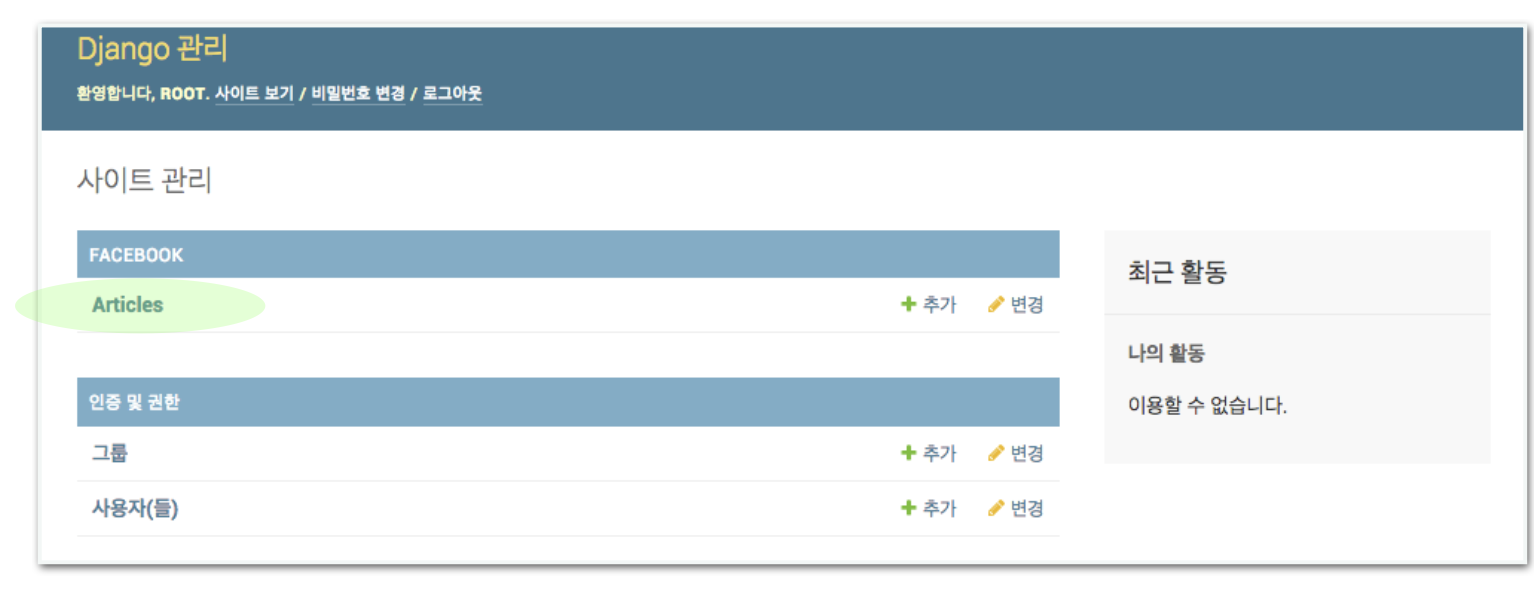 Django 관리
환영합니다, ROOT. 사이트 보기 / 비밀번호 변경 / 로그아웃
사이트 관리
FACEBOOK
Articles 추가 변경
인증 및 권한
그룹 추가 변경
사용자(들) 추가 변경
최근 활동
나의 활동
이용할 수 없습니다.